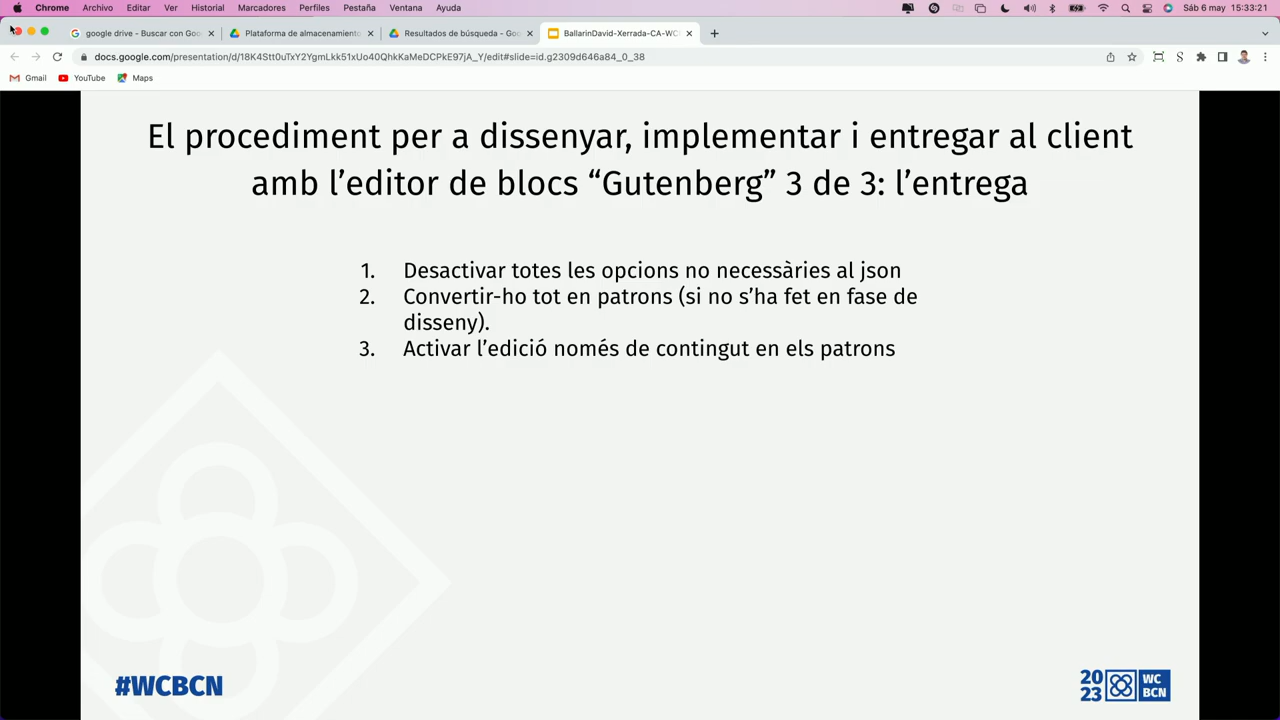 Chrome Archivo Editar Ver Historial Marcadores Perfiles Pestaña Ventana Ayuda Sáb 6 may 15:33:21
google drive - Buscar con Goo Plataforma de almacenamiento Resultados de búsqueda - Goo BallarinDavid-Xerrada-CA-WC
docs.google.com/presentation/d/18K4Stt0uTxY2YgmLkk51xUo40QhkKaMeDCPkE97jA_Y/edit#slide=id.g2309d646a84_0_38
Gmail YouTube Maps
El procediment per a dissenyar, implementar i entregar al client
amb l’editor de blocs “Gutenberg” 3 de 3: l’entrega
1. Desactivar totes les opcions no necessàries al json
2. Convertir-ho tot en patrons (si no s’ha fet en fase de
disseny).
3. Activar l’edició només de contingut en els patrons
#WCBCN
20 WC
23 BCN